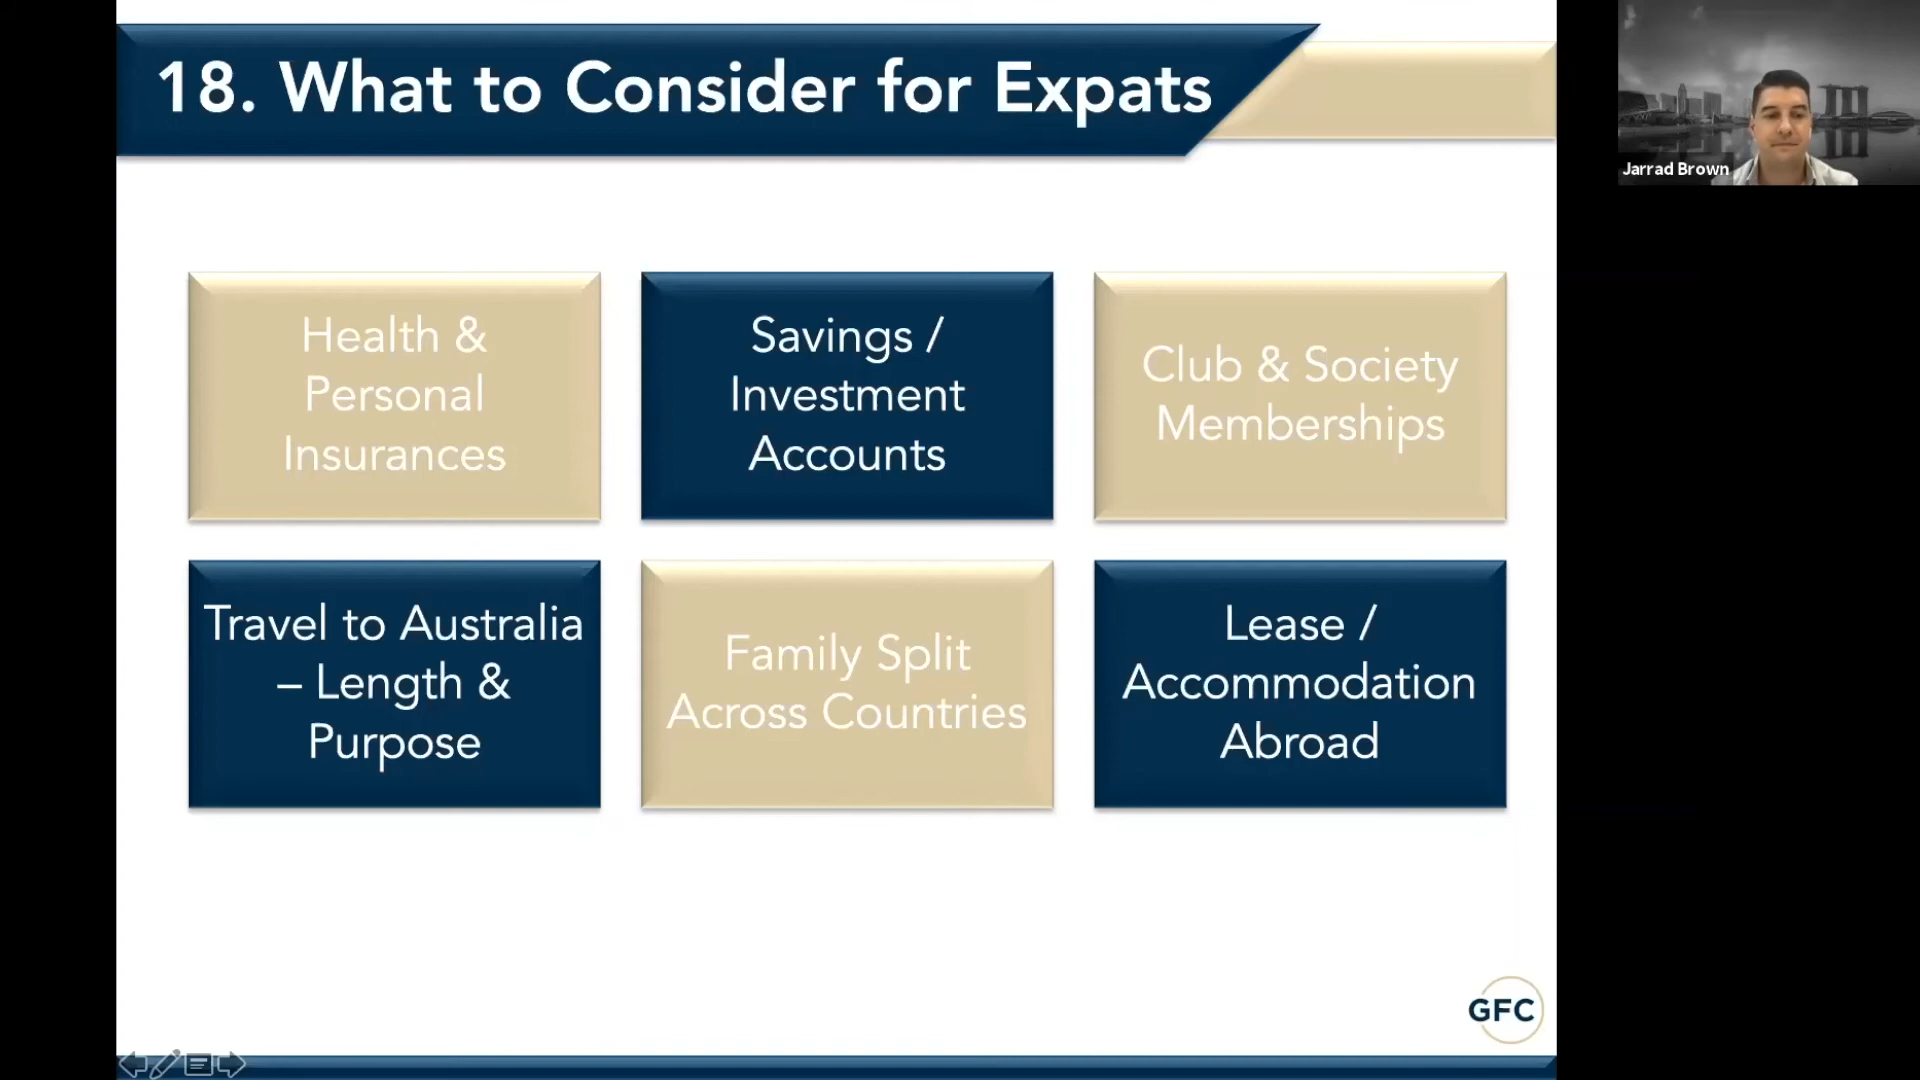 18. What to Consider for Expats
Jarrad Brown
Health &
Personal
Insurances
Savings /
Investment
Accounts
Club & Society
Memberships
Travel to Australia
– Length &
Purpose
Family Split
Across Countries
Lease /
Accommodation
Abroad
GFC